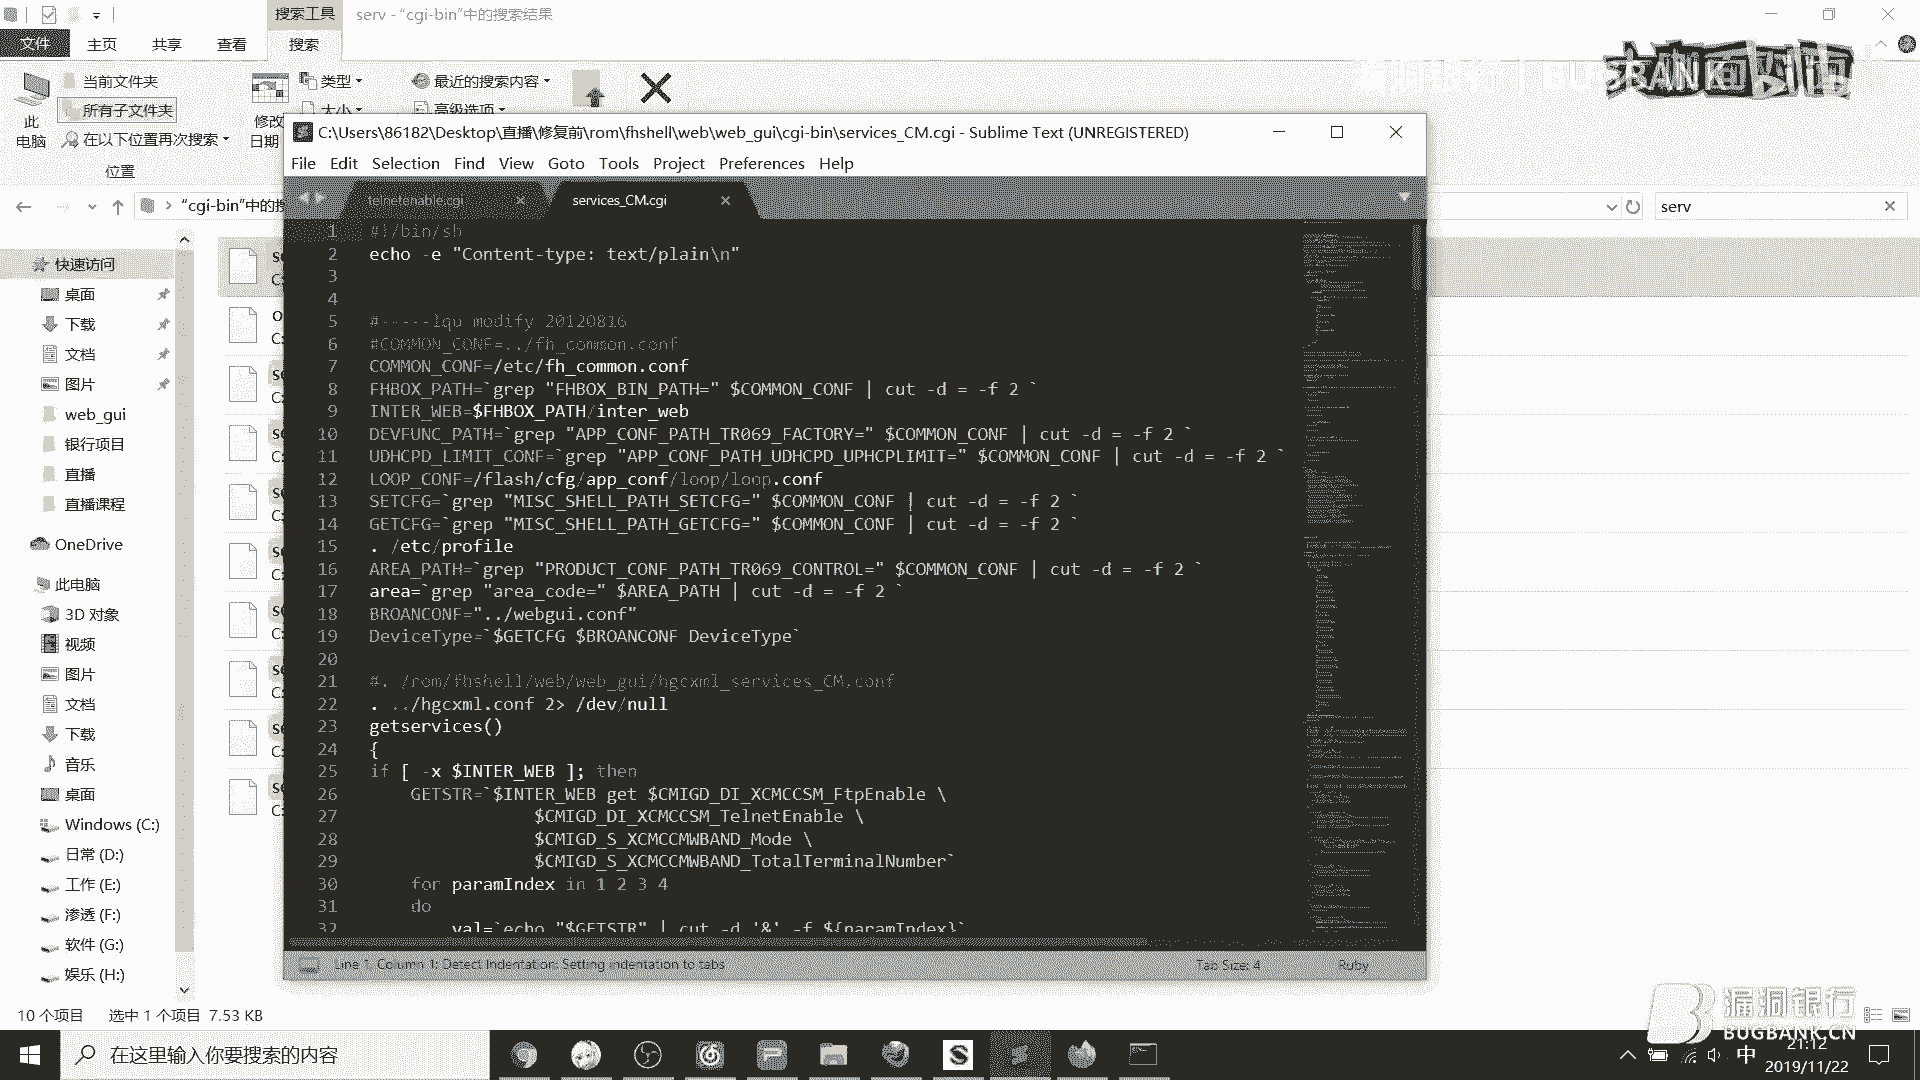 搜索工具
serv - “cgi-bin”中的搜索结果
文件
主页
共享
查看
搜索
当前文件夹
所有子文件夹
在以下位置再次搜索
此
电脑
位置
修改
日期
类型
大小
最近的搜索内容
高级选项
BUGBANK
“cgi-bin”中的搜
serv
C:\Users\86182\Desktop\直播\修复前\rom\fhshell\web\web_gui\cgi-bin\services_CM.cgi - Sublime Text (UNREGISTERED)
File Edit Selection Find View Goto Tools Project Preferences Help
telnetenable.cgi
services_CM.cgi
1 #!/bin/sh
2 echo -e "Content-type: text/plain\n"
3
4
5 #-----lqu modify 20120816
6 #COMMON_CONF=../fh_common.conf
7 COMMON_CONF=/etc/fh_common.conf
8 FHBOX_PATH=`grep "FHBOX_BIN_PATH=" $COMMON_CONF | cut -d = -f 2 `
9 INTER_WEB=$FHBOX_PATH/inter_web
10 DEVFUNC_PATH=`grep "APP_CONF_PATH_TR069_FACTORY=" $COMMON_CONF | cut -d = -f 2 `
11 UDHCPD_LIMIT_CONF=`grep "APP_CONF_PATH_UDHCPD_UPHCPLIMIT=" $COMMON_CONF | cut -d = -f 2 `
12 LOOP_CONF=/flash/cfg/app_conf/loop/loop.conf
13 SETCFG=`grep "MISC_SHELL_PATH_SETCFG=" $COMMON_CONF | cut -d = -f 2 `
14 GETCFG=`grep "MISC_SHELL_PATH_GETCFG=" $COMMON_CONF | cut -d = -f 2 `
15 . /etc/profile
16 AREA_PATH=`grep "PRODUCT_CONF_PATH_TR069_CONTROL=" $COMMON_CONF | cut -d = -f 2 `
17 area=`grep "area_code=" $AREA_PATH | cut -d = -f 2 `
18 BROANCONF="../webgui.conf"
19 DeviceType=`$GETCFG $BROANCONF DeviceType`
20
21 #. /rom/fhshell/web/web_gui/hgcxml_services_CM.conf
22 . ../hgcxml.conf 2> /dev/null
23 getservices()
24 {
25 if [ -x $INTER_WEB ]; then
26 GETSTR=`$INTER_WEB get $CMIGD_DI_XCMCCSM_FtpEnable \
27 $CMIGD_DI_XCMCCSM_TelnetEnable \
28 $CMIGD_S_XCMCCMWBAND_Mode \
29 $CMIGD_S_XCMCCMWBAND_TotalTerminalNumber`
30 for paramIndex in 1 2 3 4
31 do
32 val=`echo "$GETSTR" | cut -d '&' -f ${paramIndex}`
Line 1, Column 1; Detect Indentation: Setting indentation to tabs
Tab Size: 4
Ruby
快速访问
桌面
下载
文档
图片
web_gui
银行项目
直播
直播课程
OneDrive
此电脑
3D 对象
视频
图片
文档
下载
音乐
桌面
Windows (C:)
日常 (D:)
工作 (E:)
渗透 (F:)
软件 (G:)
娱乐 (H:)
10 个项目
选中 1 个项目 7.53 KB
漏洞银行
BUGBANK.CN
在这里输入你要搜索的内容
中
21:12
2019/11/22